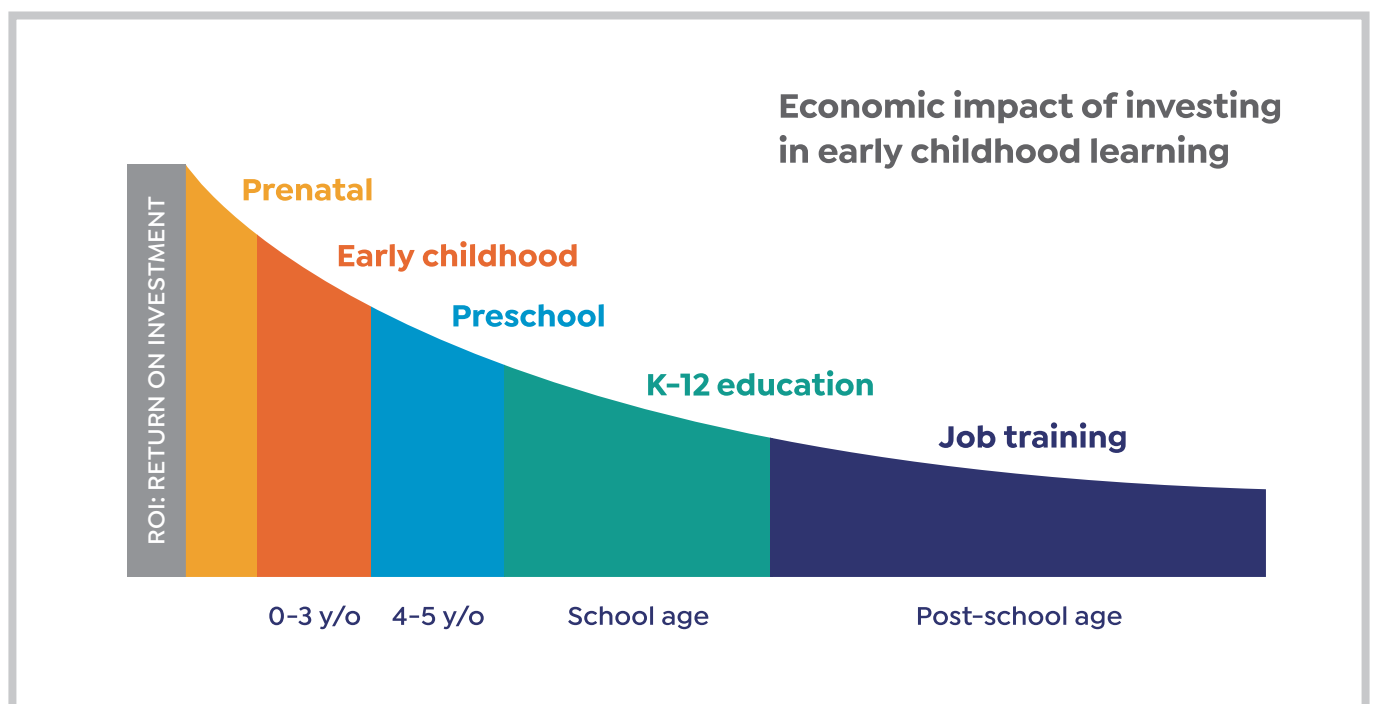 Economic impact of investing
in early childhood learning
ROI: RETURN ON INVESTMENT
Prenatal
Early childhood
Preschool
K-12 education
Job training
0-3 y/o
4-5 y/o
School age
Post-school age